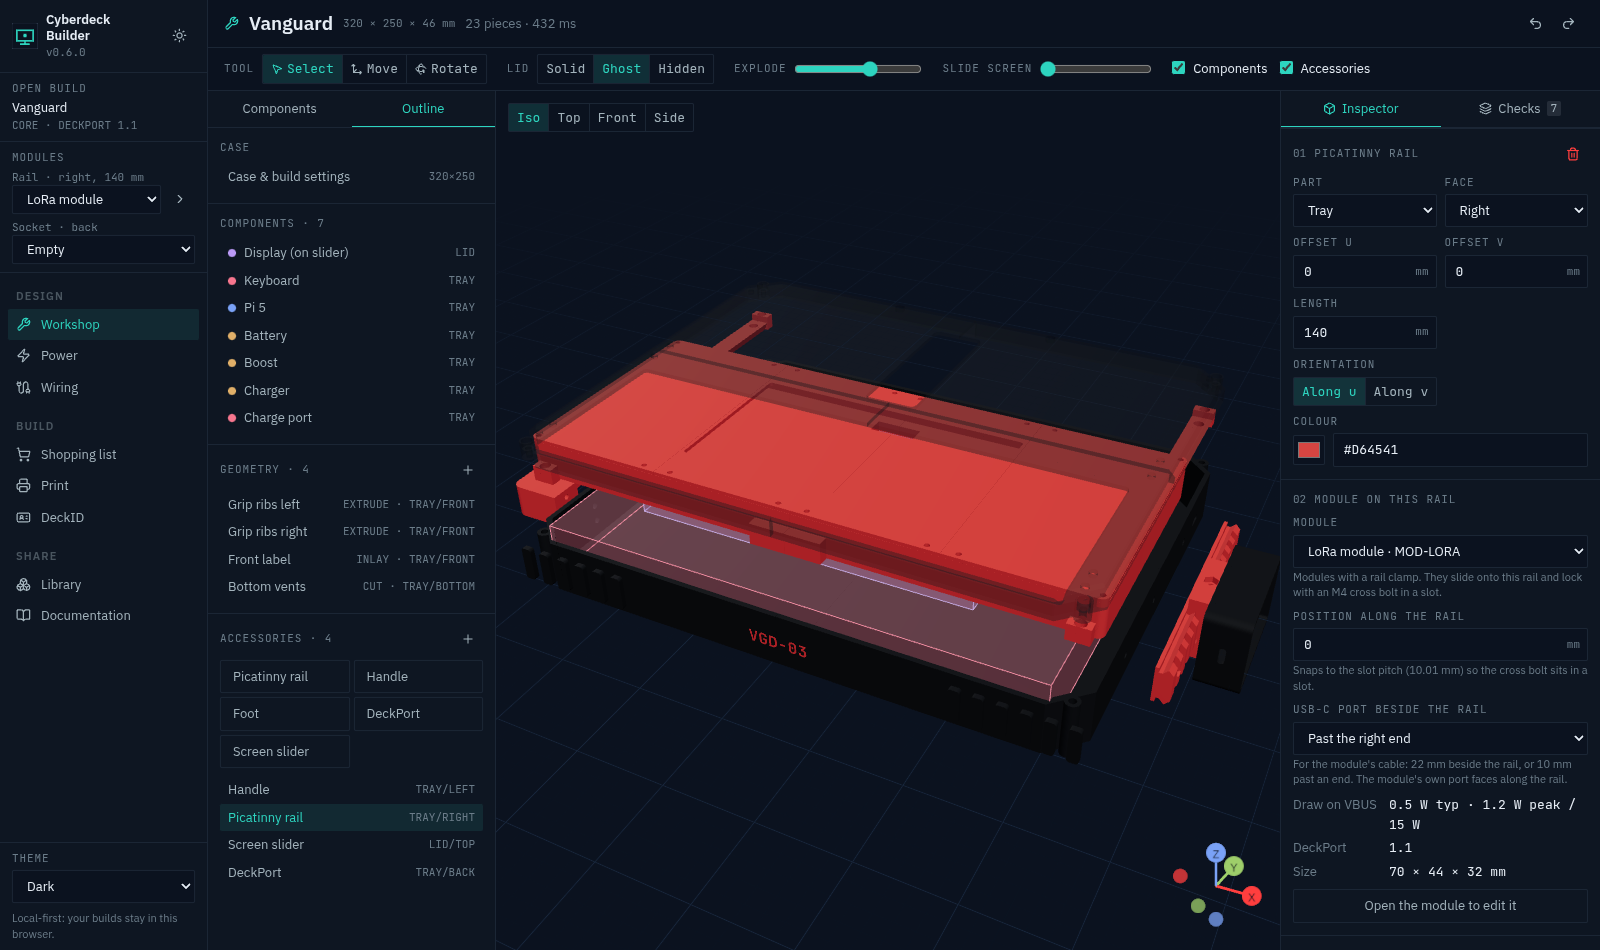 Cyberdeck
Builder
v0.6.0
OPEN BUILD
Vanguard
CORE · DECKPORT 1.1
MODULES
Rail · right, 140 mm
LoRa module
Socket · back
Empty
DESIGN
Workshop
Power
Wiring
BUILD
Shopping list
Print
DeckID
SHARE
Library
Documentation
THEME
Dark
Local-first: your builds stay in this
browser.
Vanguard 320 × 250 × 46 mm 23 pieces · 432 ms
TOOL Select Move Rotate LID Solid Ghost Hidden EXPLODE SLIDE SCREEN Components Accessories
Components Outline
CASE
Case & build settings 320×250
COMPONENTS · 7
Display (on slider) LID
Keyboard TRAY
Pi 5 TRAY
Battery TRAY
Boost TRAY
Charger TRAY
Charge port TRAY
GEOMETRY · 4
Grip ribs left EXTRUDE · TRAY/FRONT
Grip ribs right EXTRUDE · TRAY/FRONT
Front label INLAY · TRAY/FRONT
Bottom vents CUT · TRAY/BOTTOM
ACCESSORIES · 4
Picatinny rail Handle
Foot DeckPort
Screen slider
Handle TRAY/LEFT
Picatinny rail TRAY/RIGHT
Screen slider LID/TOP
DeckPort TRAY/BACK
Iso Top Front Side
VGD-03
Z
Y
X
Inspector Checks 7
01 PICATINNY RAIL
PART FACE
Tray Right
OFFSET U OFFSET V
0 mm 0 mm
LENGTH
140 mm
ORIENTATION
Along u Along v
COLOUR
#D64541
02 MODULE ON THIS RAIL
MODULE
LoRa module · MOD-LORA
Modules with a rail clamp. They slide onto this rail and lock
with an M4 cross bolt in a slot.
POSITION ALONG THE RAIL
0 mm
Snaps to the slot pitch (10.01 mm) so the cross bolt sits in a
slot.
USB-C PORT BESIDE THE RAIL
Past the right end
For the module's cable: 22 mm beside the rail, or 10 mm
past an end. The module's own port faces along the rail.
Draw on VBUS 0.5 W typ · 1.2 W peak /
15 W
DeckPort 1.1
Size 70 × 44 × 32 mm
Open the module to edit it